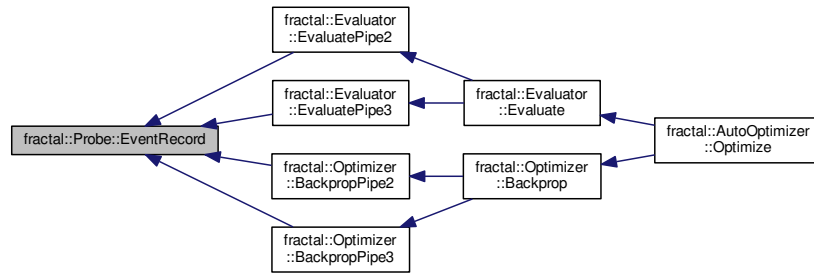 fractal::Probe::EventRecord
fractal::Evaluator
::EvaluatePipe2
fractal::Evaluator
::EvaluatePipe3
fractal::Optimizer
::BackpropPipe2
fractal::Optimizer
::BackpropPipe3
fractal::Evaluator
::Evaluate
fractal::Optimizer
::Backprop
fractal::AutoOptimizer
::Optimize